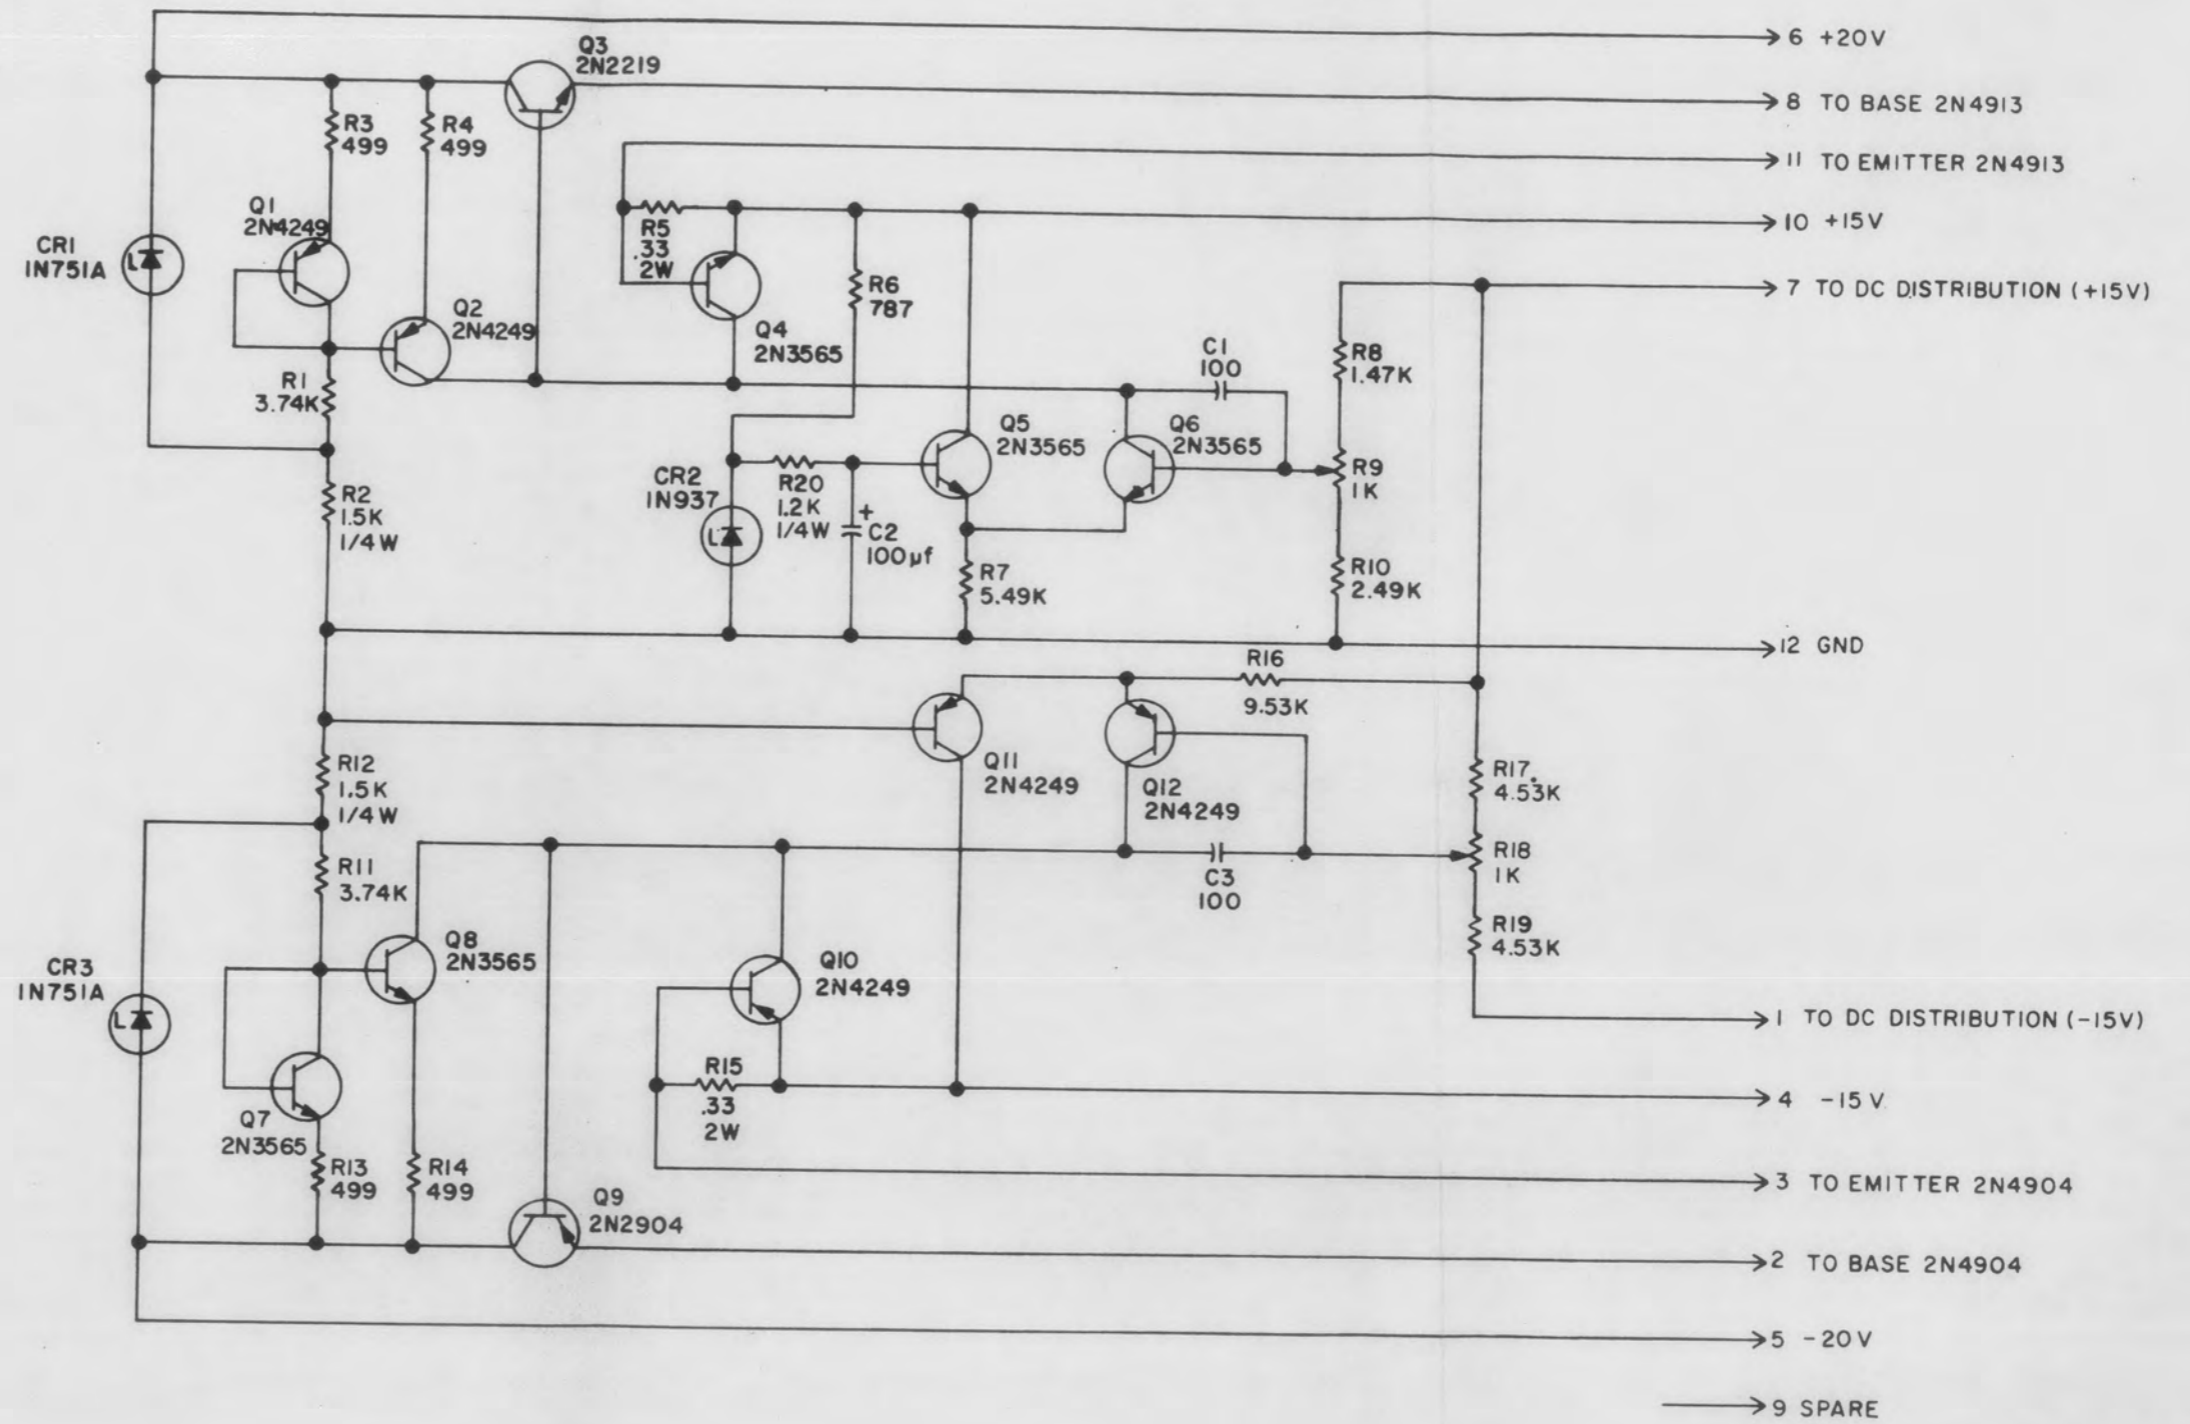 6 +20V
Q3
2N2219
8 TO BASE 2N4913
R3
499
R4
499
11 TO EMITTER 2N4913
Q1
2N4249
10 +15V
R5
.33
2W
CR1
1N751A
R6
787
7 TO DC DISTRIBUTION (+15V)
Q2
2N4249
Q4
2N3565
C1
100
R8
1.47K
R1
3.74K
Q5
2N3565
Q6
2N3565
CR2
1N937
R20
1.2K
1/4W
R9
1K
R2
1.5K
1/4W
+
C2
100µf
R7
5.49K
R10
2.49K
12 GND
R16
9.53K
R12
1.5K
1/4W
Q11
2N4249
Q12
2N4249
R17.
4.53K
R11
3.74K
C3
100
R18
1K
R19
4.53K
Q8
2N3565
Q10
2N4249
CR3
1N751A
1 TO DC DISTRIBUTION (-15V)
R15
.33
2W
4 -15V
Q7
2N3565
R13
499
R14
499
3 TO EMITTER 2N4904
Q9
2N2904
2 TO BASE 2N4904
5 -20V
9 SPARE
L
L
L